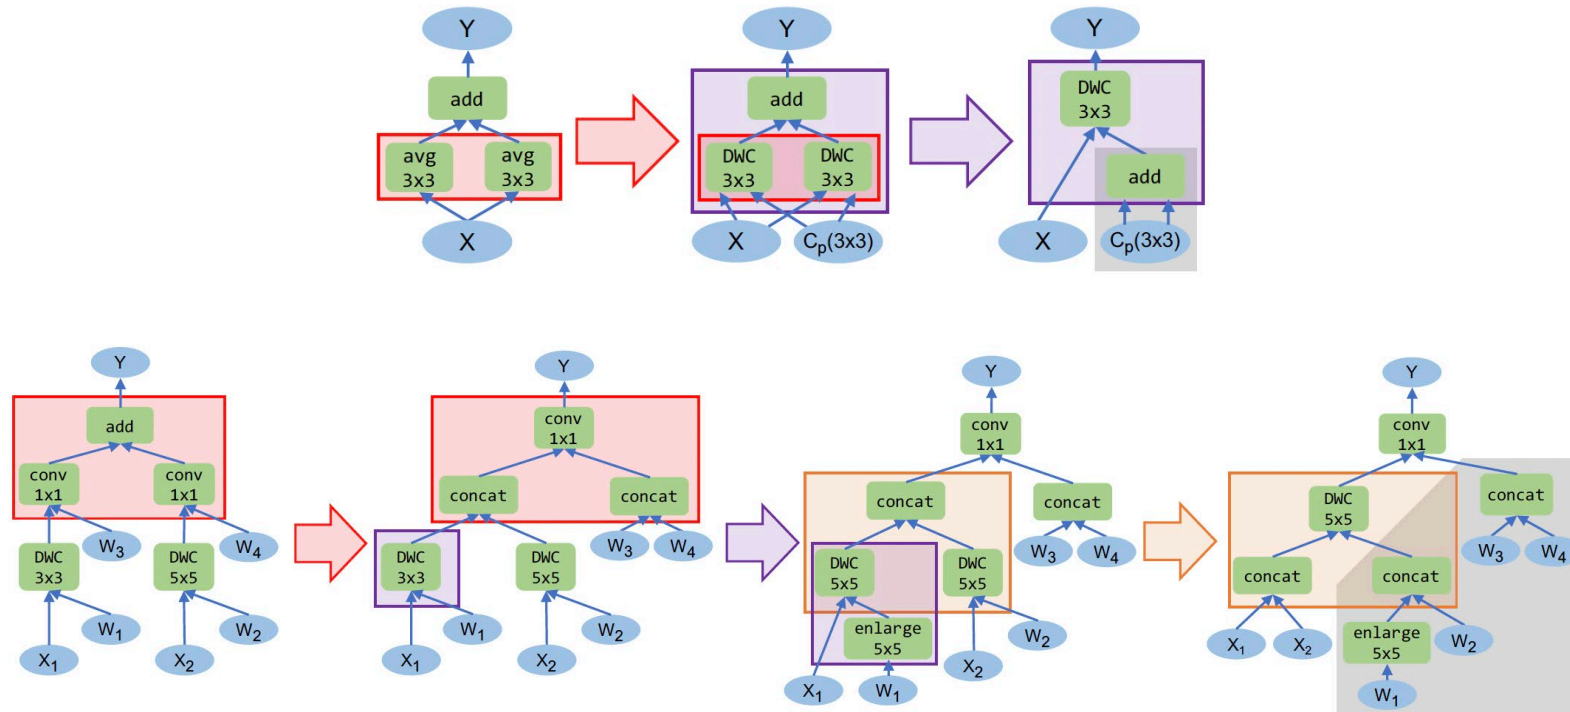 Y
add
avg
3x3
avg
3x3
X
Y
add
DWC
3x3
DWC
3x3
X
Cp(3x3)
Y
DWC
3x3
add
X
Cp(3x3)
Y
add
conv
1x1
conv
1x1
W3
W4
DWC
3x3
DWC
5x5
W1
W2
X1
X2
Y
conv
1x1
concat
concat
W3
W4
DWC
3x3
DWC
5x5
W1
W2
X1
X2
Y
conv
1x1
concat
concat
W3
W4
DWC
5x5
DWC
5x5
enlarge
5x5
W2
X2
X1
W1
Y
conv
1x1
DWC
5x5
concat
W3
W4
concat
concat
X1
X2
enlarge
5x5
W2
W1